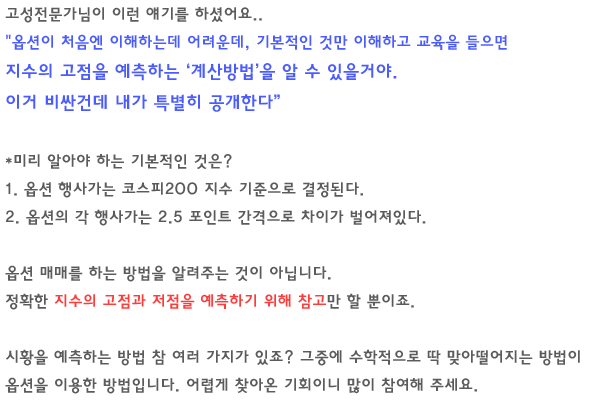 고성전문가님이 이런 얘기를 하셨어요..
"옵션이 처음엔 이해하는데 어려운데, 기본적인 것만 이해하고 교육을 들으면
지수의 고점을 예측하는 ‘계산방법’을 알 수 있을거야.
이거 비싼건데 내가 특별히 공개한다”
*미리 알아야 하는 기본적인 것은?
1. 옵션 행사가는 코스피200 지수 기준으로 결정된다.
2. 옵션의 각 행사가는 2.5 포인트 간격으로 차이가 벌어져있다.
옵션 매매를 하는 방법을 알려주는 것이 아닙니다.
정확한 지수의 고점과 저점을 예측하기 위해 참고만 할 뿐이죠.
시황을 예측하는 방법 참 여러 가지가 있죠? 그중에 수학적으로 딱 맞아떨어지는 방법이
옵션을 이용한 방법입니다. 어렵게 찾아온 기회이니 많이 참여해 주세요.